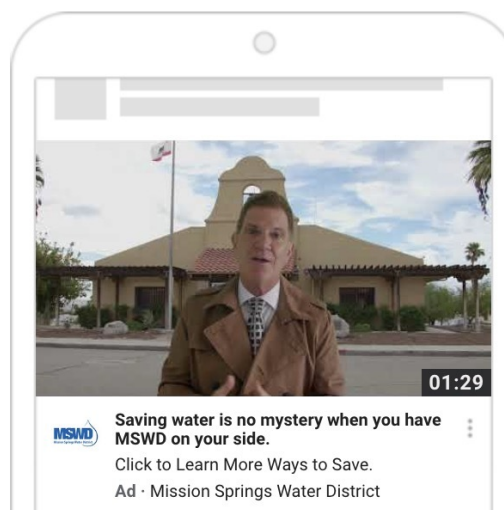 01:29
Saving water is no mystery when you have
MSWD on your side.
MSWD
Click to Learn More Ways to Save.
Ad · Mission Springs Water District